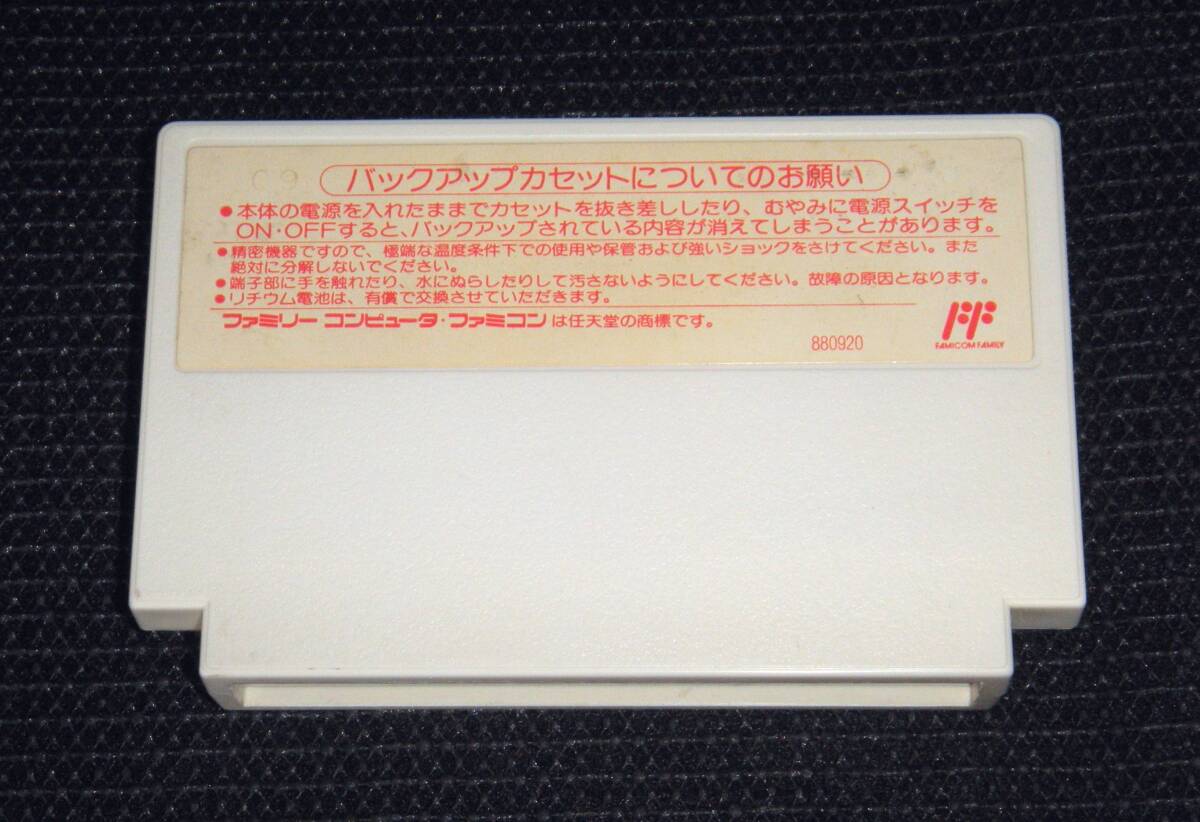 C9
バックアップカセットについてのお願い
●本体の電源を入れたままでカセットを抜き差ししたり、むやみに電源スイッチを
ON・OFFすると、バックアップされている内容が消えてしまうことがあります。
●精密機器ですので、極端な温度条件下での使用や保管および強いショックをさけてください。また
絶対に分解しないでください。
●端子部に手を触れたり、水にぬらしたりして汚さないようにしてください。故障の原因となります。
●リチウム電池は、有償で交換させていただきます。
ファミリーコンピュータ・ファミコンは任天堂の商標です。
880920
FAMICOM FAMILY